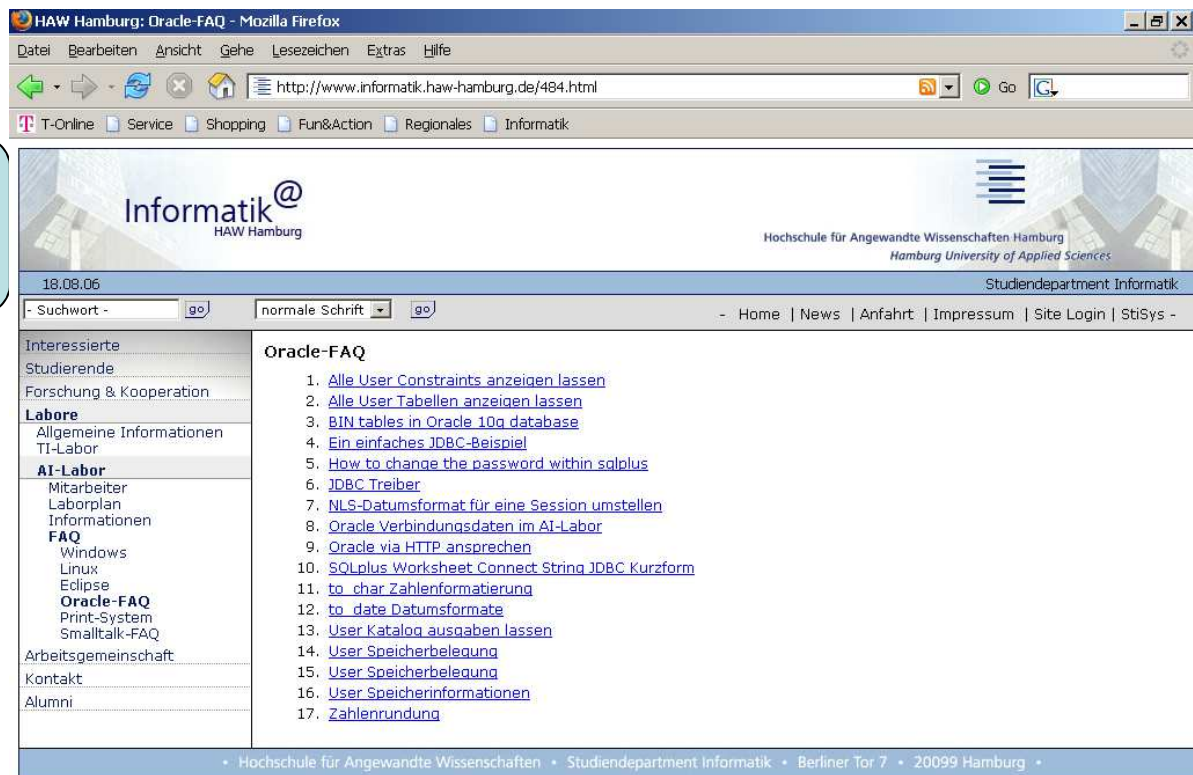 HAW Hamburg: Oracle-FAQ - Mozilla Firefox
Datei Bearbeiten Ansicht Gehe Lesezeichen Extras Hilfe
http://www.informatik.haw-hamburg.de/484.html Go G
T T-Online Service Shopping Fun&Action Regionales Informatik
Informatik@
HAW Hamburg
Hochschule für Angewandte Wissenschaften Hamburg
Hamburg University of Applied Sciences
18.08.06 Studiendepartment Informatik
- Suchwort - go normale Schrift go - Home | News | Anfahrt | Impressum | Site Login | StiSys -
Interessierte
Studierende
Forschung & Kooperation
Labore
Allgemeine Informationen
TI-Labor
AI-Labor
Mitarbeiter
Laborplan
Informationen
FAQ
Windows
Linux
Eclipse
Oracle-FAQ
Print-System
Smalltalk-FAQ
Arbeitsgemeinschaft
Kontakt
Alumni
Oracle-FAQ
1. Alle User Constraints anzeigen lassen
2. Alle User Tabellen anzeigen lassen
3. BIN tables in Oracle 10g database
4. Ein einfaches JDBC-Beispiel
5. How to change the password within sqlplus
6. JDBC Treiber
7. NLS-Datumsformat für eine Session umstellen
8. Oracle Verbindungsdaten im AI-Labor
9. Oracle via HTTP ansprechen
10. SQLplus Worksheet Connect String JDBC Kurzform
11. to_char Zahlenformatierung
12. to_date Datumsformate
13. User Katalog ausgaben lassen
14. User Speicherbelegung
15. User Speicherbelegung
16. User Speicherinformationen
17. Zahlenrundung
• Hochschule für Angewandte Wissenschaften • Studiendepartment Informatik • Berliner Tor 7 • 20099 Hamburg •